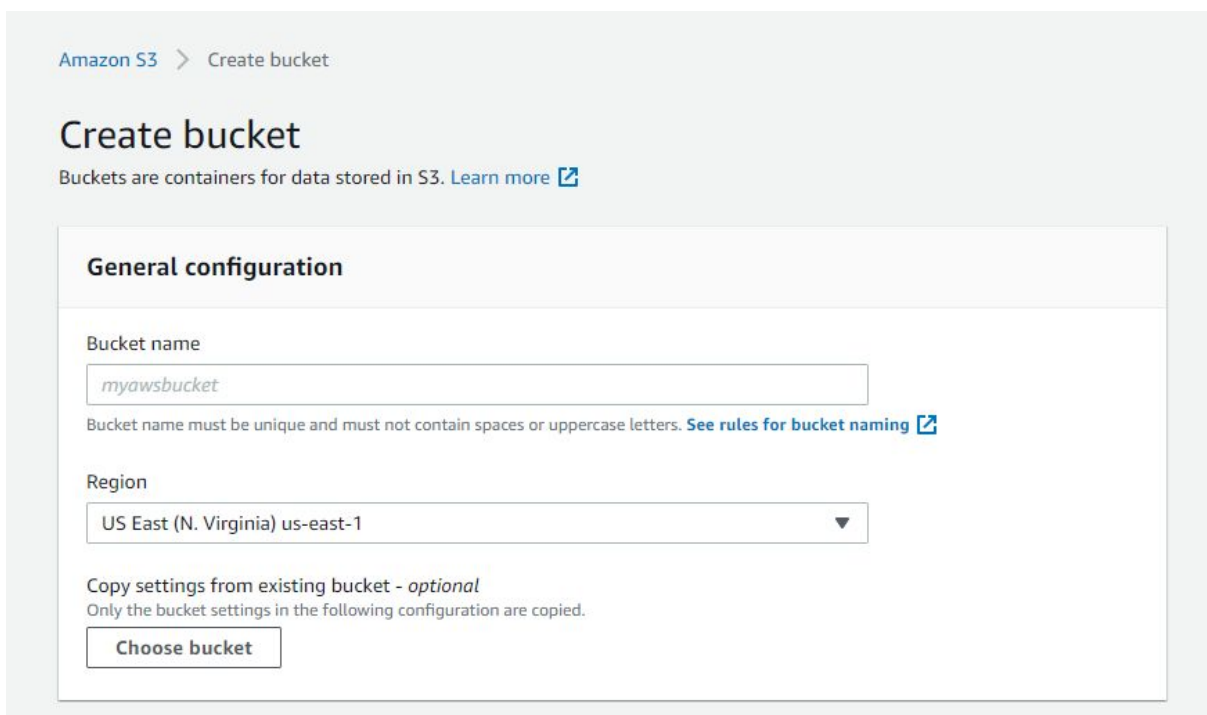 Amazon S3 > Create bucket
Create bucket
Buckets are containers for data stored in S3. Learn more
General configuration
Bucket name
myawsbucket
Bucket name must be unique and must not contain spaces or uppercase letters. See rules for bucket naming
Region
US East (N. Virginia) us-east-1
Copy settings from existing bucket - optional
Only the bucket settings in the following configuration are copied.
Choose bucket